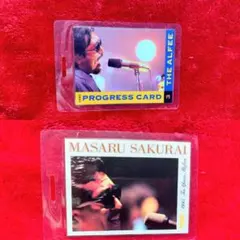 THE ALFEE
PROGRESS CARD
MASARU SAKURAI